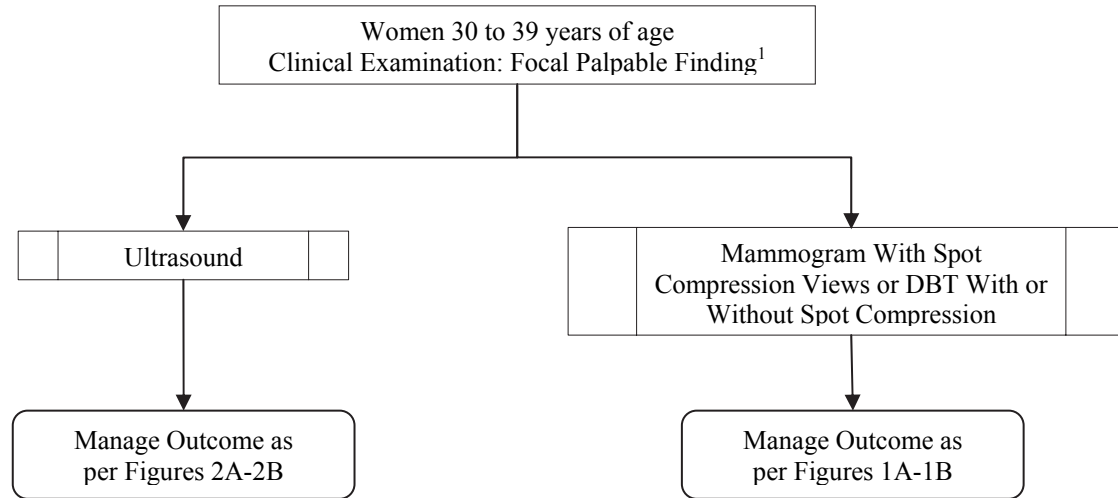 Women 30 to 39 years of age
Clinical Examination: Focal Palpable Finding¹
Ultrasound
Mammogram With Spot
Compression Views or DBT With or
Without Spot Compression
Manage Outcome as
per Figures 2A-2B
Manage Outcome as
per Figures 1A-1B